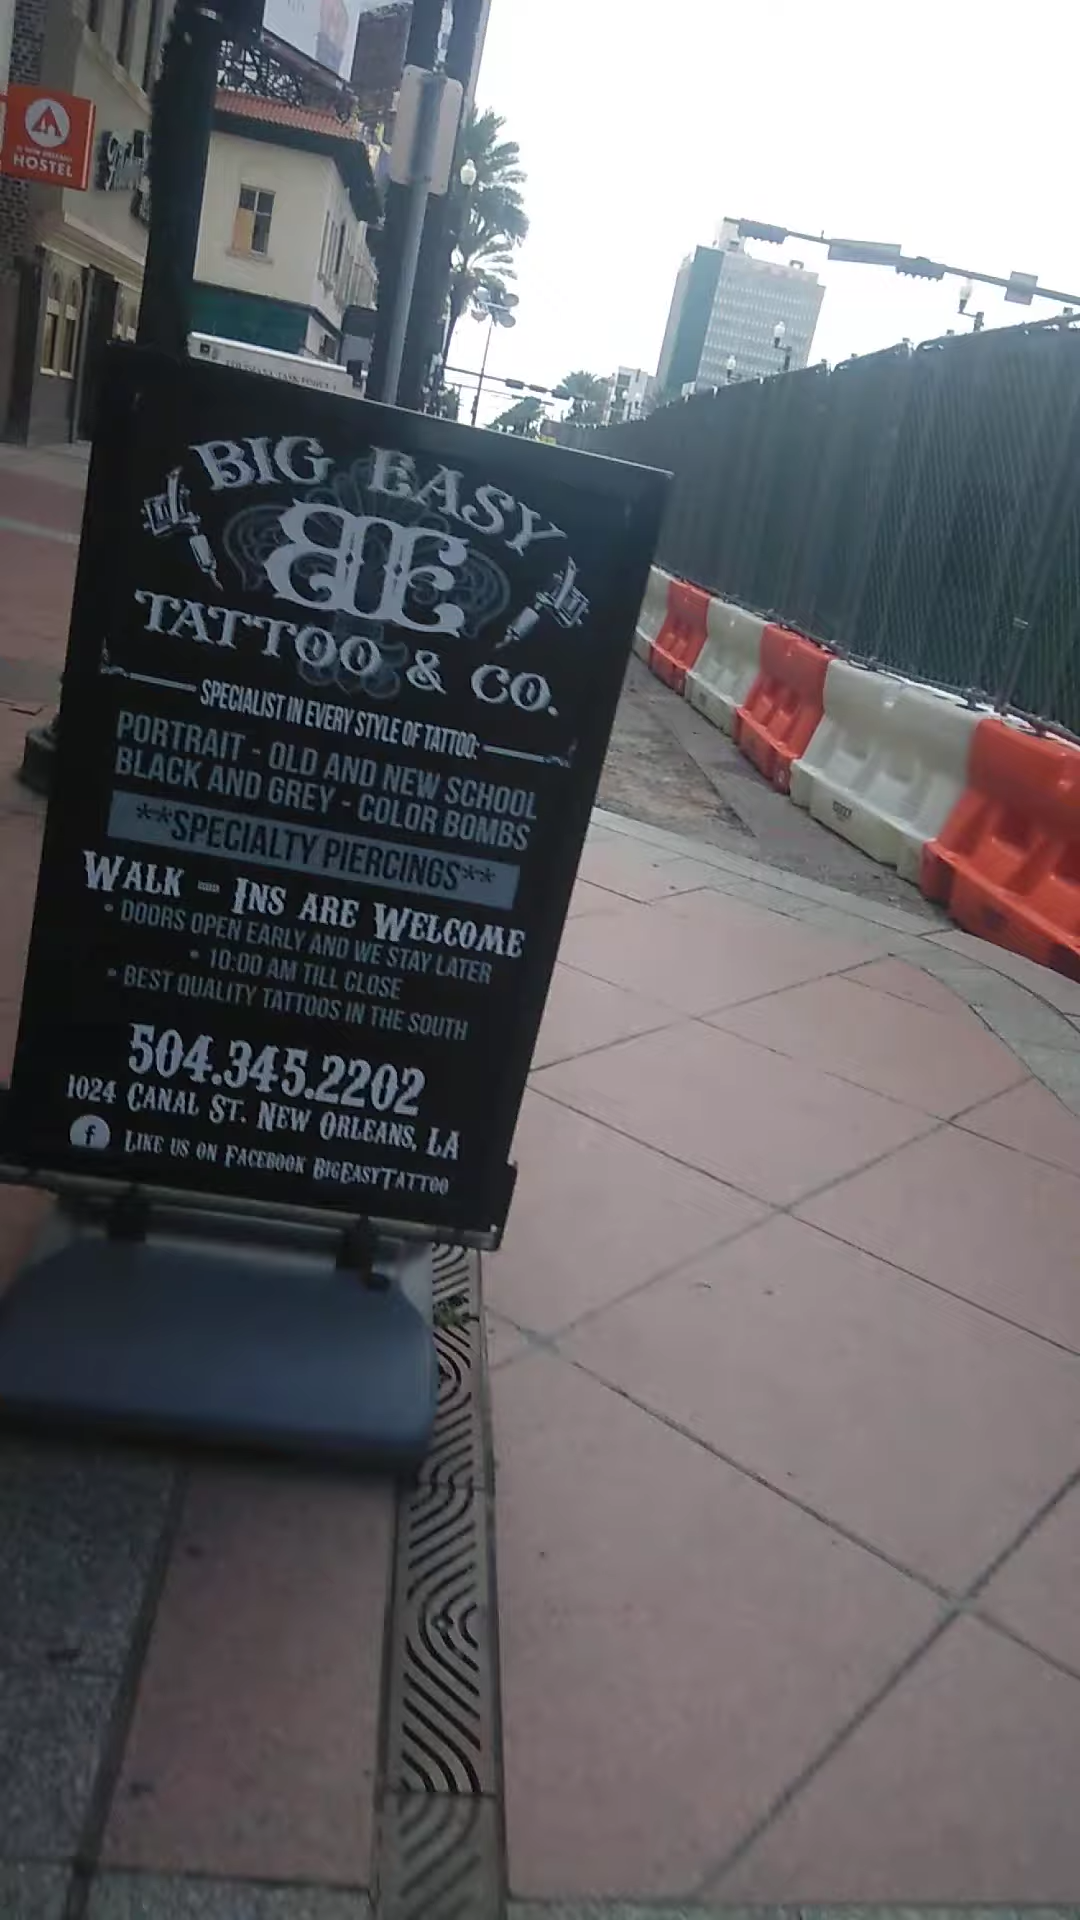 HOSTEL
BIG EASY
BE
TATTOO & CO.
SPECIALIST IN EVERY STYLE OF TATTOO:
PORTRAIT - OLD AND NEW SCHOOL
BLACK AND GREY - COLOR BOMBS
**SPECIALTY PIERCINGS**
WALK - INS ARE WELCOME
• DOORS OPEN EARLY AND WE STAY LATER
• 10:00 AM TILL CLOSE
• BEST QUALITY TATTOOS IN THE SOUTH
504.345.2202
1024 CANAL ST. NEW ORLEANS, LA
f LIKE US ON FACEBOOK BIGEASYTATTOO